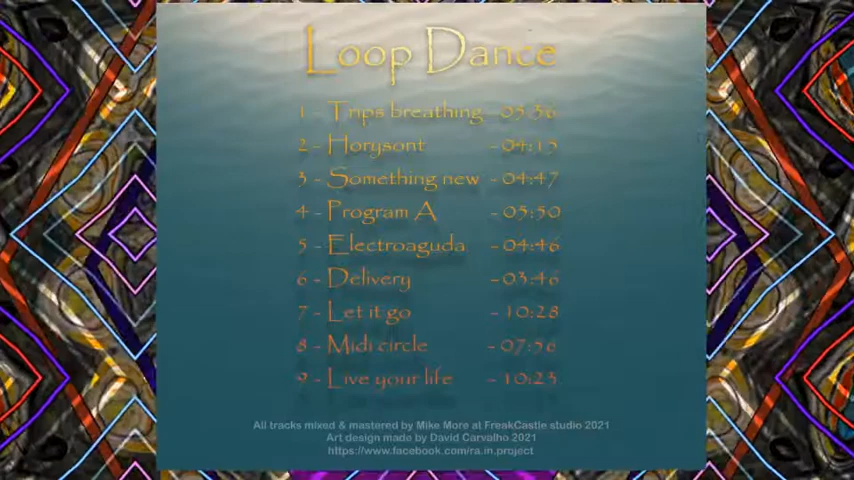 Loop Dance
1 - Trips breathing - 05:36
2 - Horysont - 04:15
3 - Something new - 04:47
4 - Program A - 05:50
5 - Electroaguda - 04:46
6 - Delivery - 03:46
7 - Let it go - 10:28
8 - Midi circle - 07:56
9 - Live your life - 10:23
All tracks mixed & mastered by Mike More at FreakCastle studio 2021
Art design made by David Carvalho 2021
https://www.facebook.com/ra.in.project